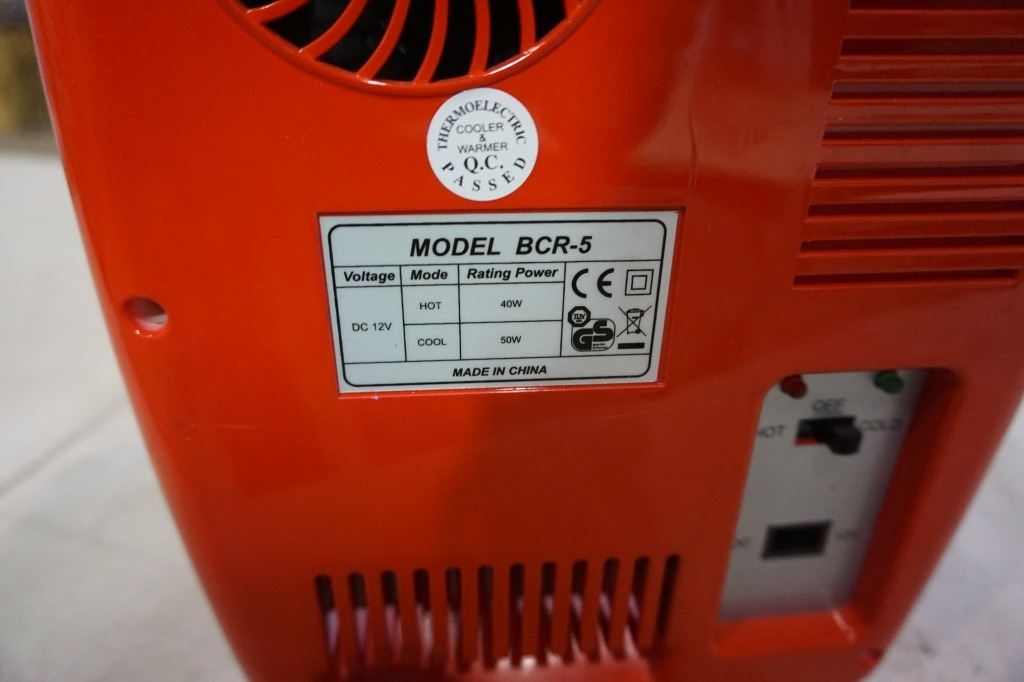 THERMOELECTRIC
COOLER
&
WARMER
Q.C.
PASSED
MODEL BCR-5
Voltage Mode Rating Power
DC 12V
HOT 40W
COOL 50W
CE
TÜV
GS
MADE IN CHINA
OFF
HOT COLD